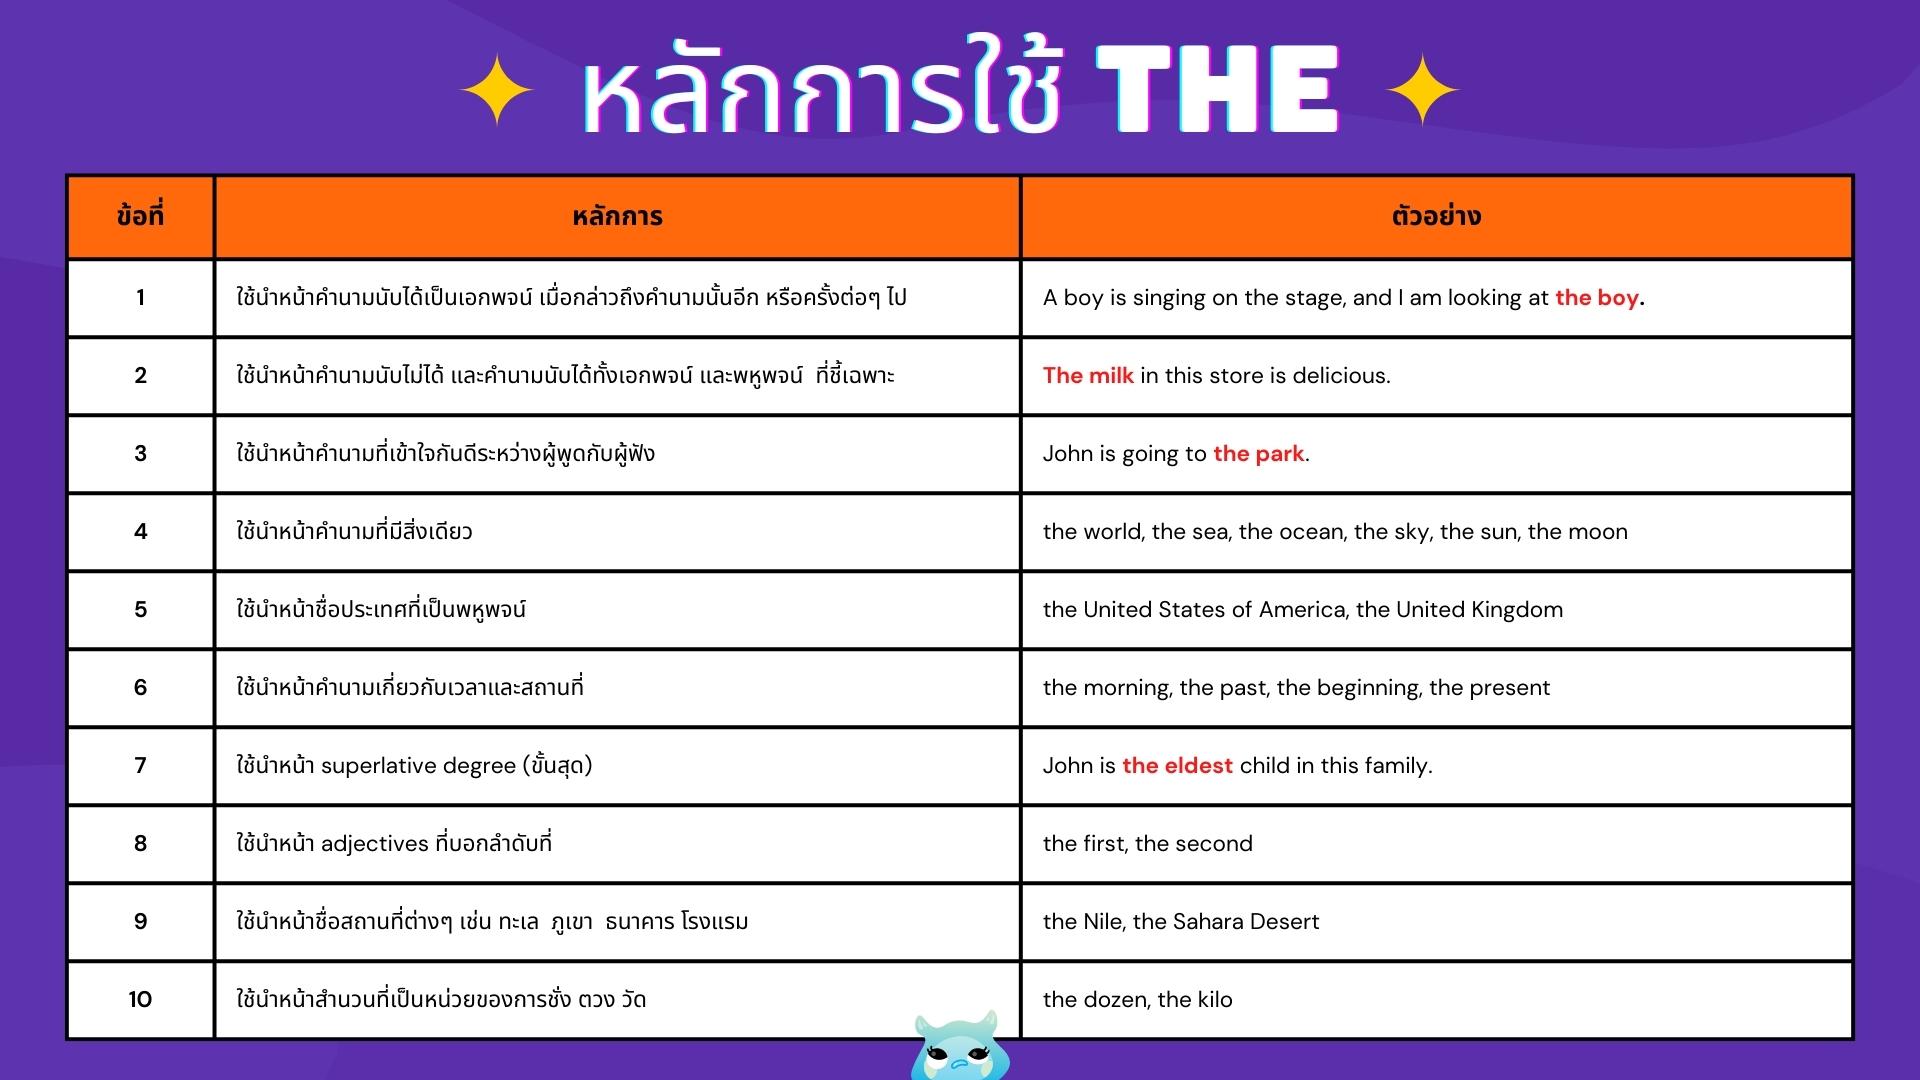 หลักการใช้ THE
ข้อที่ หลักการ ตัวอย่าง
1 ใช้นำหน้าคำนามนับได้เป็นเอกพจน์ เมื่อกล่าวถึงคำนามนั้นอีก หรือครั้งต่อๆ ไป A boy is singing on the stage, and I am looking at the boy.
2 ใช้นำหน้าคำนามนับไม่ได้ และคำนามนับได้ทั้งเอกพจน์ และพหูพจน์ ที่ชี้เฉพาะ The milk in this store is delicious.
3 ใช้นำหน้าคำนามที่เข้าใจกันดีระหว่างผู้พูดกับผู้ฟัง John is going to the park.
4 ใช้นำหน้าคำนามที่มีสิ่งเดียว the world, the sea, the ocean, the sky, the sun, the moon
5 ใช้นำหน้าชื่อประเทศที่เป็นพหูพจน์ the United States of America, the United Kingdom
6 ใช้นำหน้าคำนามเกี่ยวกับเวลาและสถานที่ the morning, the past, the beginning, the present
7 ใช้นำหน้า superlative degree (ขั้นสุด) John is the eldest child in this family.
8 ใช้นำหน้า adjectives ที่บอกลำดับที่ the first, the second
9 ใช้นำหน้าชื่อสถานที่ต่างๆ เช่น ทะเล ภูเขา ธนาคาร โรงแรม the Nile, the Sahara Desert
10 ใช้นำหน้าสำนวนที่เป็นหน่วยของการชั่ง ตวง วัด the dozen, the kilo